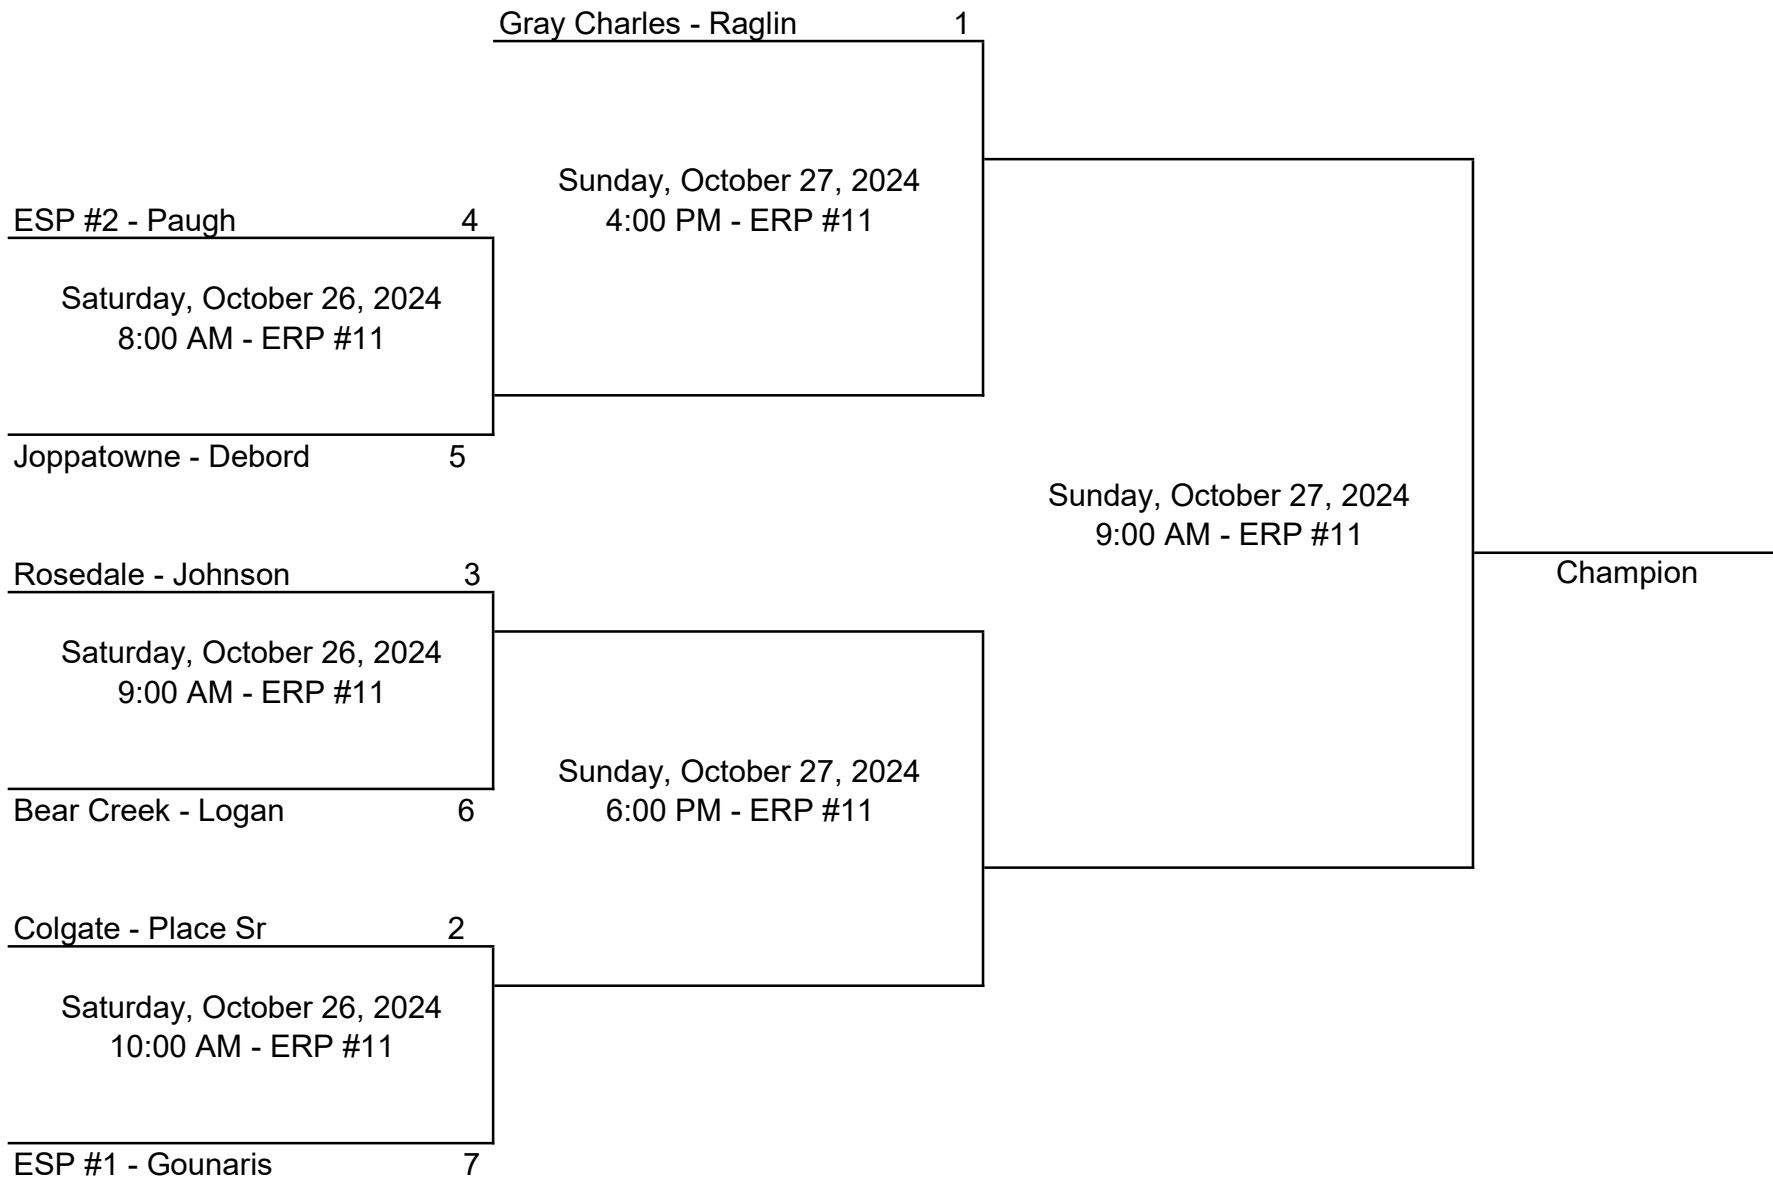 Gray Charles - Raglin 1
Sunday, October 27, 2024
4:00 PM - ERP #11
ESP #2 - Paugh 4
Saturday, October 26, 2024
8:00 AM - ERP #11
Joppatowne - Debord 5
Sunday, October 27, 2024
9:00 AM - ERP #11
Champion
Rosedale - Johnson 3
Saturday, October 26, 2024
9:00 AM - ERP #11
Bear Creek - Logan 6
Sunday, October 27, 2024
6:00 PM - ERP #11
Colgate - Place Sr 2
Saturday, October 26, 2024
10:00 AM - ERP #11
ESP #1 - Gounaris 7